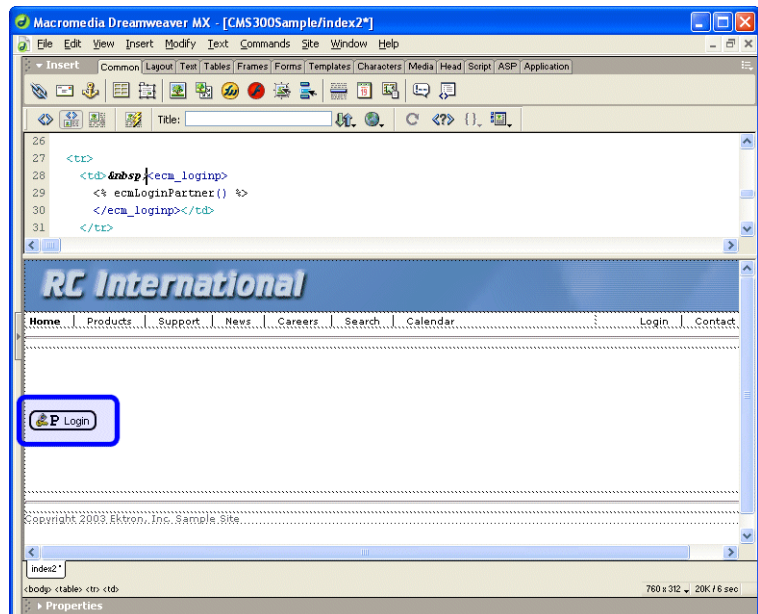 Macromedia Dreamweaver MX - [CMS300Sample/index2*]
File Edit View Insert Modify Text Commands Site Window Help
Insert Common Layout Text Tables Frames Forms Templates Characters Media Head Script ASP Application
Title:
26
27 <tr>
28 <td>&nbsp;<ecm_loginp>
29 <% ecmLoginPartner() %>
30 </ecm_loginp></td>
31 </tr>
RC International
Home | Products | Support | News | Careers | Search | Calendar Login | Contact
P Login
Copyright 2003 Ektron, Inc. Sample Site
index2*
<body> <table> <tr> <td> 760 x 312 20K / 6 sec
Properties